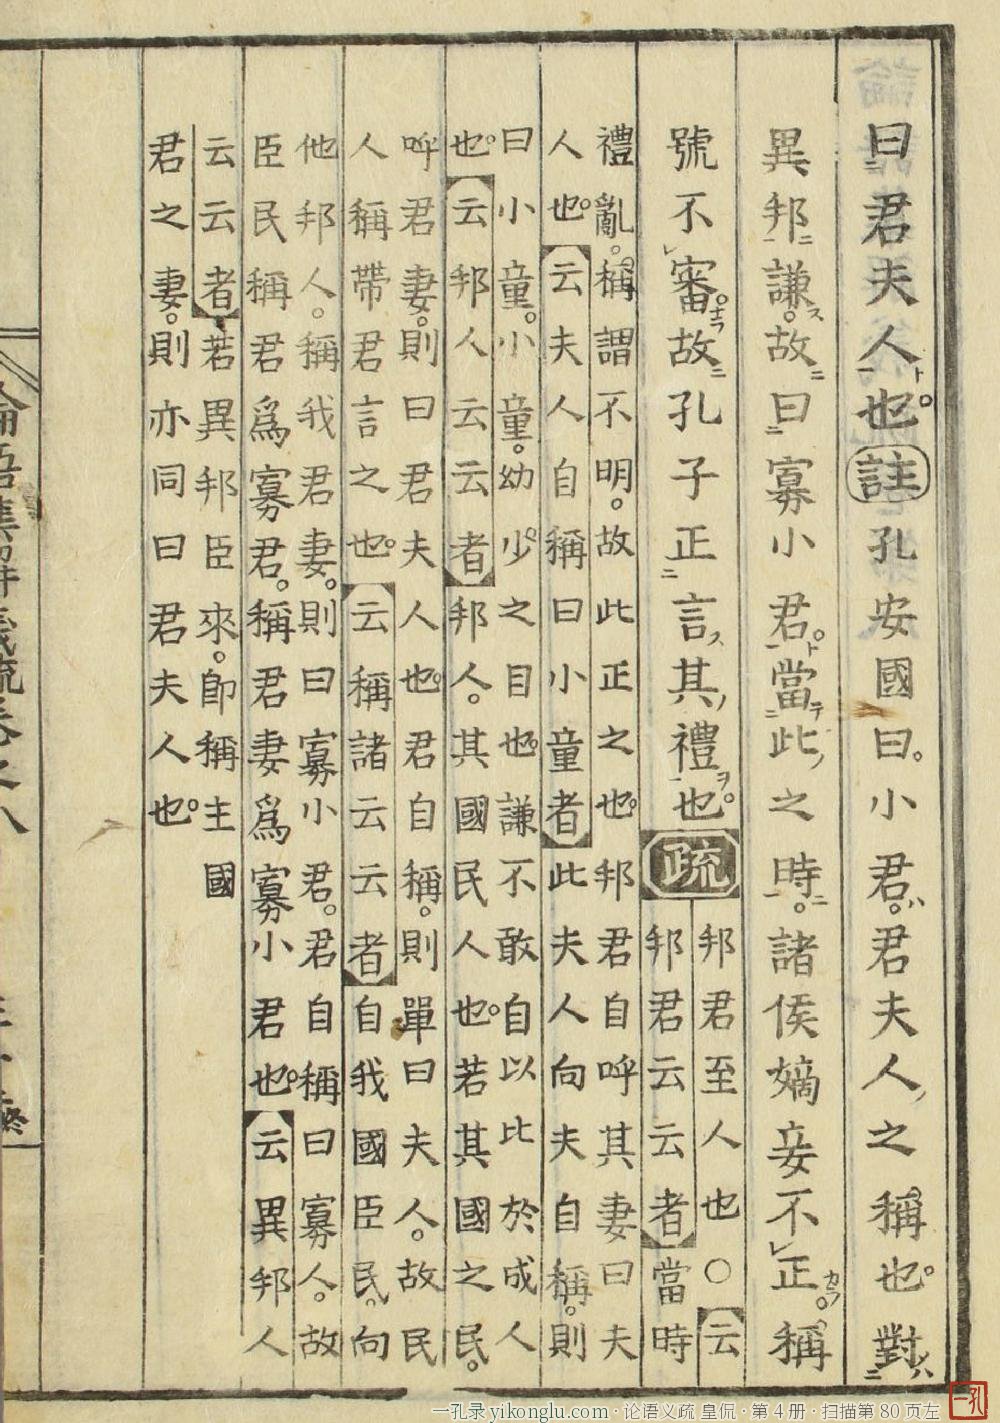 曰君夫人也。註孔安國曰。小君。君夫人之稱也。對
異邦謙。故曰寡小君。當此之時。諸侯嫡妾不正。稱
號不審。故孔子正言其禮也。疏
邦君至人也○云
邦君云云者當時
禮亂。稱謂不明。故此正之也。邦君自呼其妻曰夫
人也。云夫人自稱曰小童者此夫人向夫自稱。則
曰小童。小童。幼少之目也。謙不敢自以比於成人
也。云邦人云云者邦人。其國民人也。若其國之民。
呼君妻。則曰君夫人也。君自稱。則單曰夫人。故民
人稱帶君言之也。云稱諸云云者自我國臣民。向
他邦人。稱我君妻。則曰寡小君。君自稱曰寡人。故
臣民稱君爲寡君。稱君妻爲寡小君也。云異邦人
云云者若異邦臣來。卽稱主國
君之妻。則亦同曰君夫人也。
論語集解義疏卷之八
一孔录 yikonglu.com · 论语义疏 皇侃 · 第 4 册 · 扫描第 80 页左
一孔